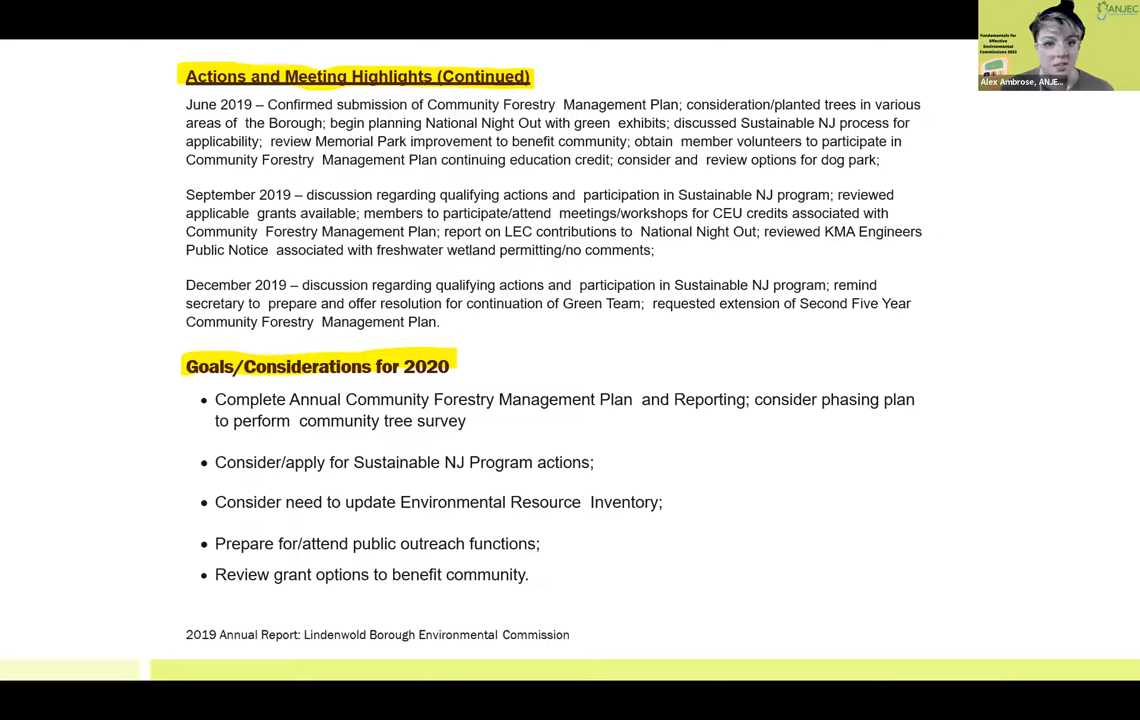 ANJEC
Fundamentals for
Effective
Environmental
Commissions 2022
Alex Ambrose, ANJE...
Actions and Meeting Highlights (Continued)
June 2019 – Confirmed submission of Community Forestry Management Plan; consideration/planted trees in various
areas of the Borough; begin planning National Night Out with green exhibits; discussed Sustainable NJ process for
applicability; review Memorial Park improvement to benefit community; obtain member volunteers to participate in
Community Forestry Management Plan continuing education credit; consider and review options for dog park;
September 2019 – discussion regarding qualifying actions and participation in Sustainable NJ program; reviewed
applicable grants available; members to participate/attend meetings/workshops for CEU credits associated with
Community Forestry Management Plan; report on LEC contributions to National Night Out; reviewed KMA Engineers
Public Notice associated with freshwater wetland permitting/no comments;
December 2019 – discussion regarding qualifying actions and participation in Sustainable NJ program; remind
secretary to prepare and offer resolution for continuation of Green Team; requested extension of Second Five Year
Community Forestry Management Plan.
Goals/Considerations for 2020
• Complete Annual Community Forestry Management Plan and Reporting; consider phasing plan
to perform community tree survey
• Consider/apply for Sustainable NJ Program actions;
• Consider need to update Environmental Resource Inventory;
• Prepare for/attend public outreach functions;
• Review grant options to benefit community.
2019 Annual Report: Lindenwold Borough Environmental Commission